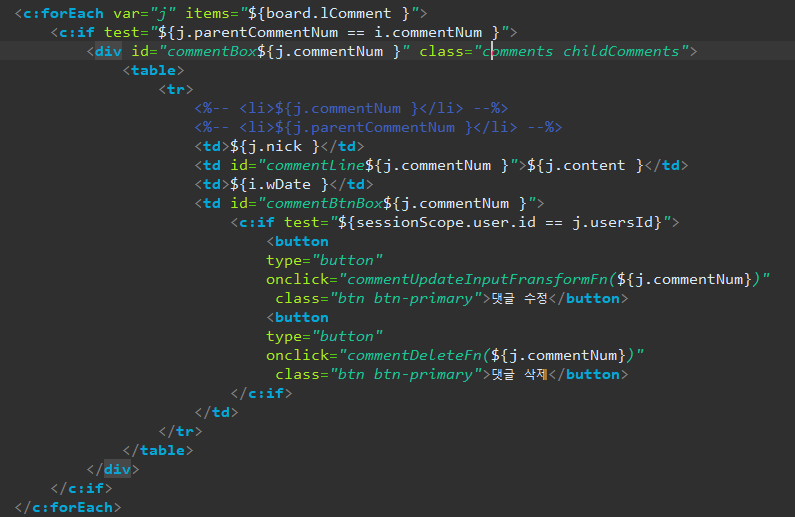 <c:forEach var="j" items="${board.lComment }">
<c:if test="${j.parentCommentNum == i.commentNum }">
<div id="commentBox${j.commentNum }" class="comments childComments">
<table>
<tr>
<%-- <li>${j.commentNum }</li> --%>
<%-- <li>${j.parentCommentNum }</li> --%>
<td>${j.nick }</td>
<td id="commentLine${j.commentNum }">${j.content }</td>
<td>${i.wDate }</td>
<td id="commentBtnBox${j.commentNum }">
<c:if test="${sessionScope.user.id == j.usersId}">
<button
type="button"
onclick="commentUpdateInputFransformFn(${j.commentNum})"
class="btn btn-primary">댓글 수정</button>
<button
type="button"
onclick="commentDeleteFn(${j.commentNum})"
class="btn btn-primary">댓글 삭제</button>
</c:if>
</td>
</tr>
</table>
</div>
</c:if>
</c:forEach>